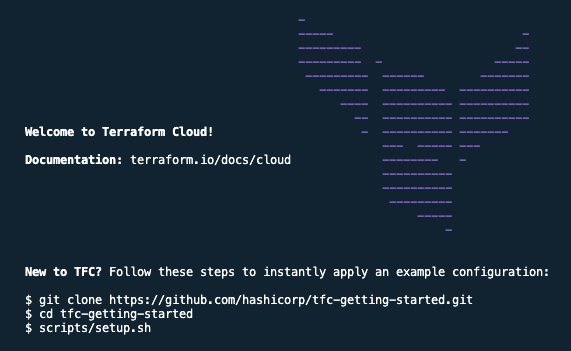 Welcome to Terraform Cloud!
Documentation: terraform.io/docs/cloud
New to TFC? Follow these steps to instantly apply an example configuration:
$ git clone https://github.com/hashicorp/tfc-getting-started.git
$ cd tfc-getting-started
$ scripts/setup.sh